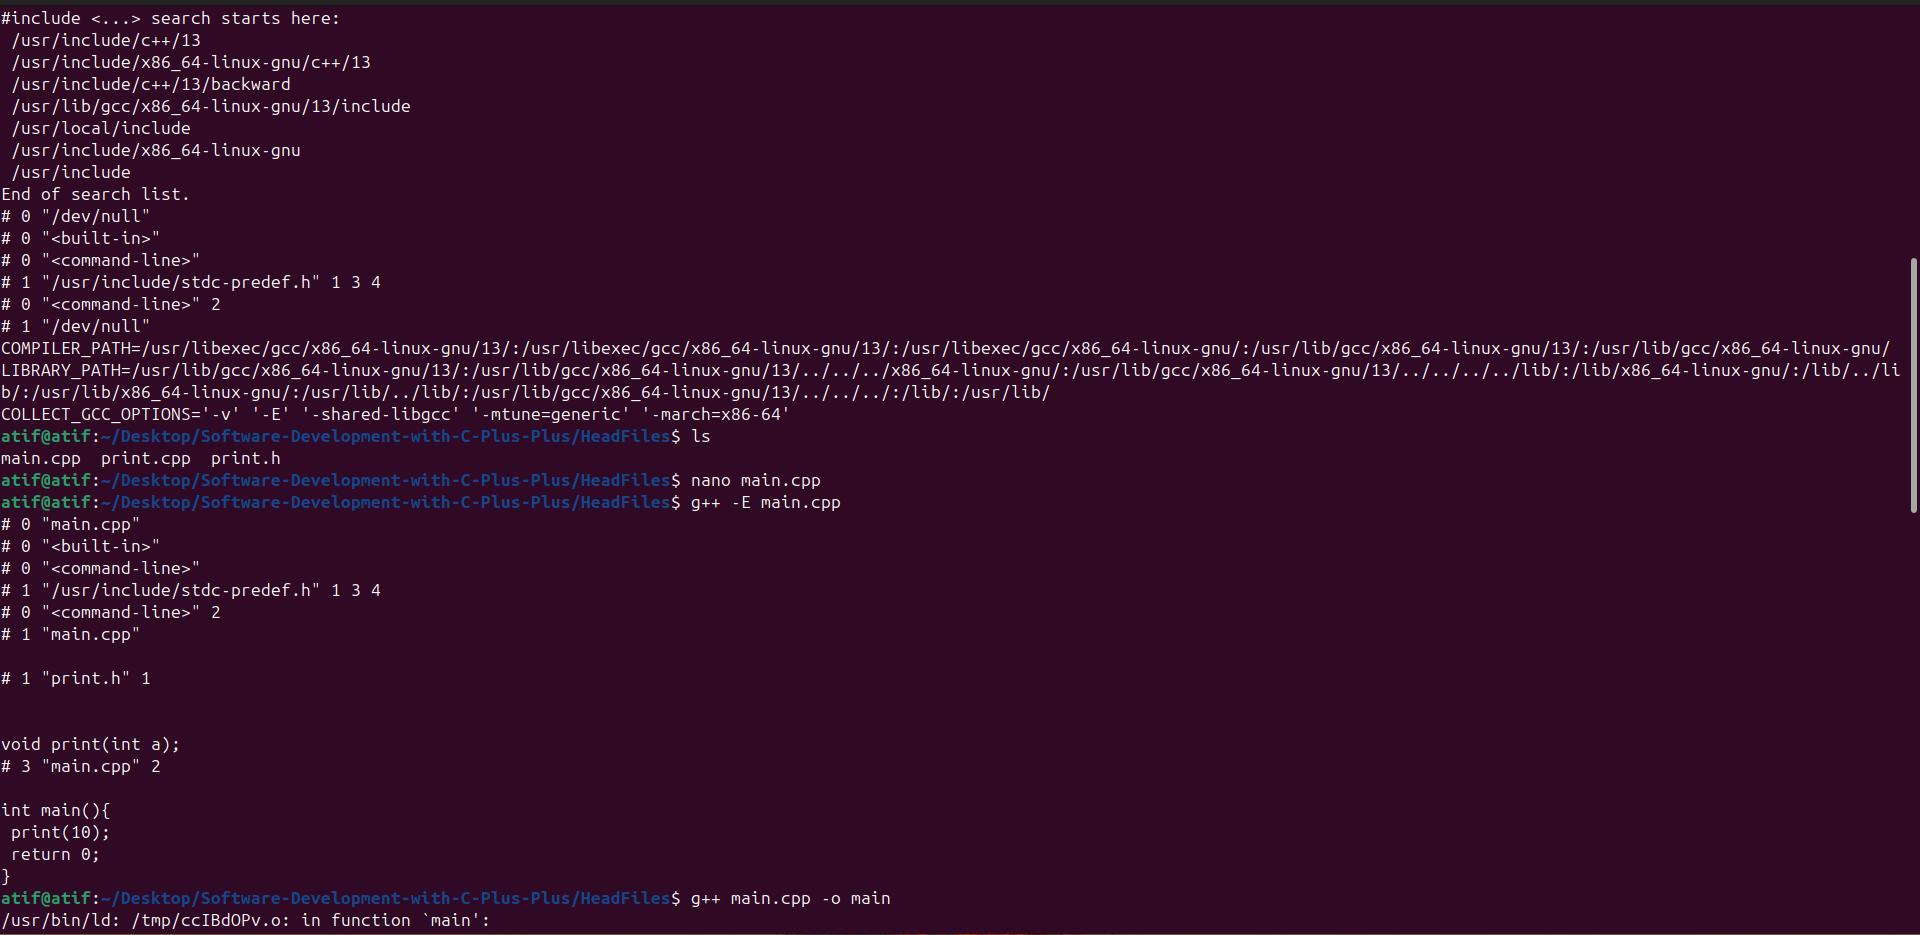 #include <...> search starts here:
 /usr/include/c++/13
 /usr/include/x86_64-linux-gnu/c++/13
 /usr/include/c++/13/backward
 /usr/lib/gcc/x86_64-linux-gnu/13/include
 /usr/local/include
 /usr/include/x86_64-linux-gnu
 /usr/include
End of search list.
# 0 "/dev/null"
# 0 "<built-in>"
# 0 "<command-line>"
# 1 "/usr/include/stdc-predef.h" 1 3 4
# 0 "<command-line>" 2
# 1 "/dev/null"
COMPILER_PATH=/usr/libexec/gcc/x86_64-linux-gnu/13/:/usr/libexec/gcc/x86_64-linux-gnu/13/:/usr/libexec/gcc/x86_64-linux-gnu/:/usr/lib/gcc/x86_64-linux-gnu/13/:/usr/lib/gcc/x86_64-linux-gnu/
LIBRARY_PATH=/usr/lib/gcc/x86_64-linux-gnu/13/:/usr/lib/gcc/x86_64-linux-gnu/13/../../../x86_64-linux-gnu/:/usr/lib/gcc/x86_64-linux-gnu/13/../../../../lib/:/lib/x86_64-linux-gnu/:/lib/../li
b/:/usr/lib/x86_64-linux-gnu/:/usr/lib/../lib/:/usr/lib/gcc/x86_64-linux-gnu/13/../../../:/lib/:/usr/lib/
COLLECT_GCC_OPTIONS='-v' '-E' '-shared-libgcc' '-mtune=generic' '-march=x86-64'
atif@atif:~/Desktop/Software-Development-with-C-Plus-Plus/HeadFiles$ ls
main.cpp  print.cpp  print.h
atif@atif:~/Desktop/Software-Development-with-C-Plus-Plus/HeadFiles$ nano main.cpp
atif@atif:~/Desktop/Software-Development-with-C-Plus-Plus/HeadFiles$ g++ -E main.cpp
# 0 "main.cpp"
# 0 "<built-in>"
# 0 "<command-line>"
# 1 "/usr/include/stdc-predef.h" 1 3 4
# 0 "<command-line>" 2
# 1 "main.cpp"

# 1 "print.h" 1


void print(int a);
# 3 "main.cpp" 2

int main(){
 print(10);
 return 0;
}
atif@atif:~/Desktop/Software-Development-with-C-Plus-Plus/HeadFiles$ g++ main.cpp -o main
/usr/bin/ld: /tmp/ccIBdOPv.o: in function `main':